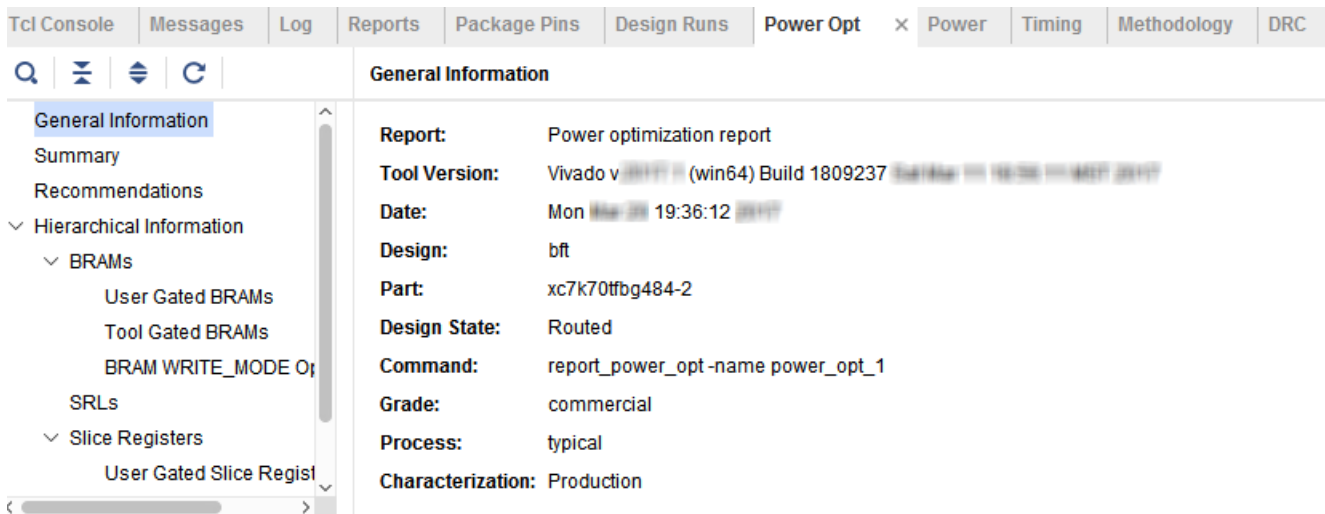 Tcl Console Messages Log Reports Package Pins Design Runs Power Opt × Power Timing Methodology DRC
General Information
General Information
Summary
Recommendations
Hierarchical Information
BRAMs
User Gated BRAMs
Tool Gated BRAMs
BRAM WRITE_MODE Op
SRLs
Slice Registers
User Gated Slice Regist
Report: Power optimization report
Tool Version: Vivado v (win64) Build 1809237
Date: Mon 19:36:12
Design: bft
Part: xc7k70tfbg484-2
Design State: Routed
Command: report_power_opt -name power_opt_1
Grade: commercial
Process: typical
Characterization: Production